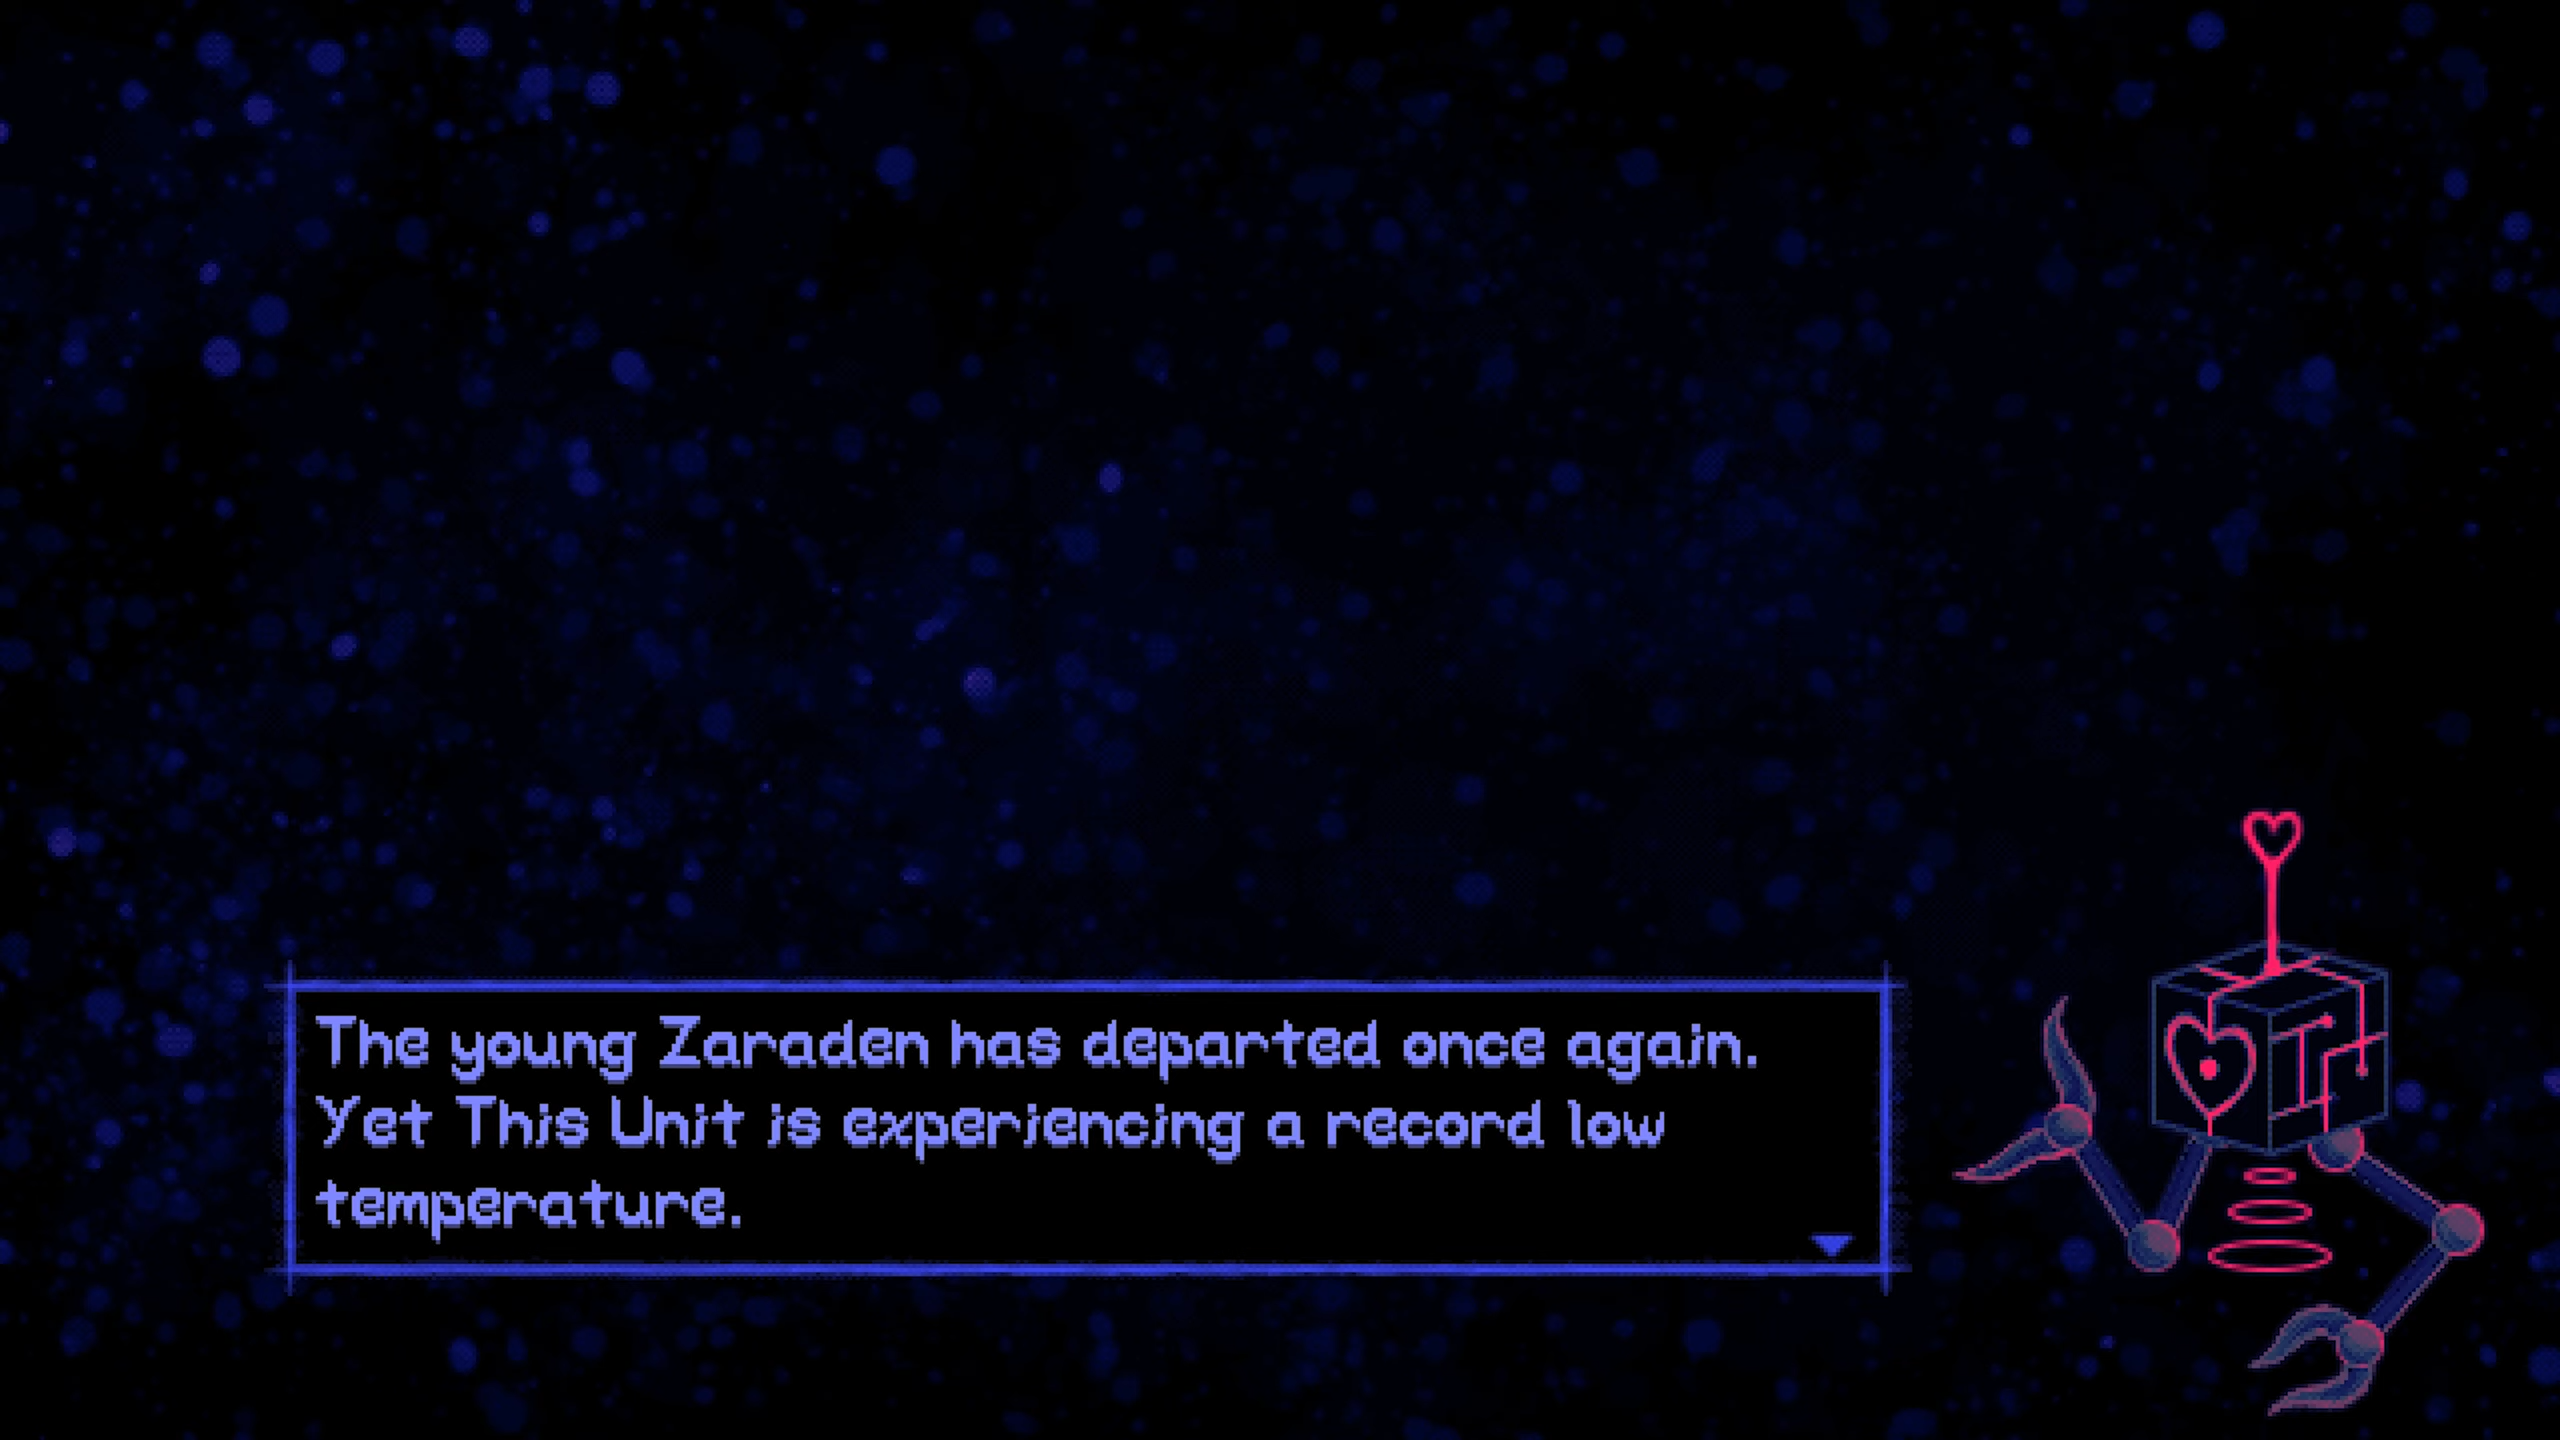 The young Zaraden has departed once again.
Yet This Unit is experiencing a record low
temperature.